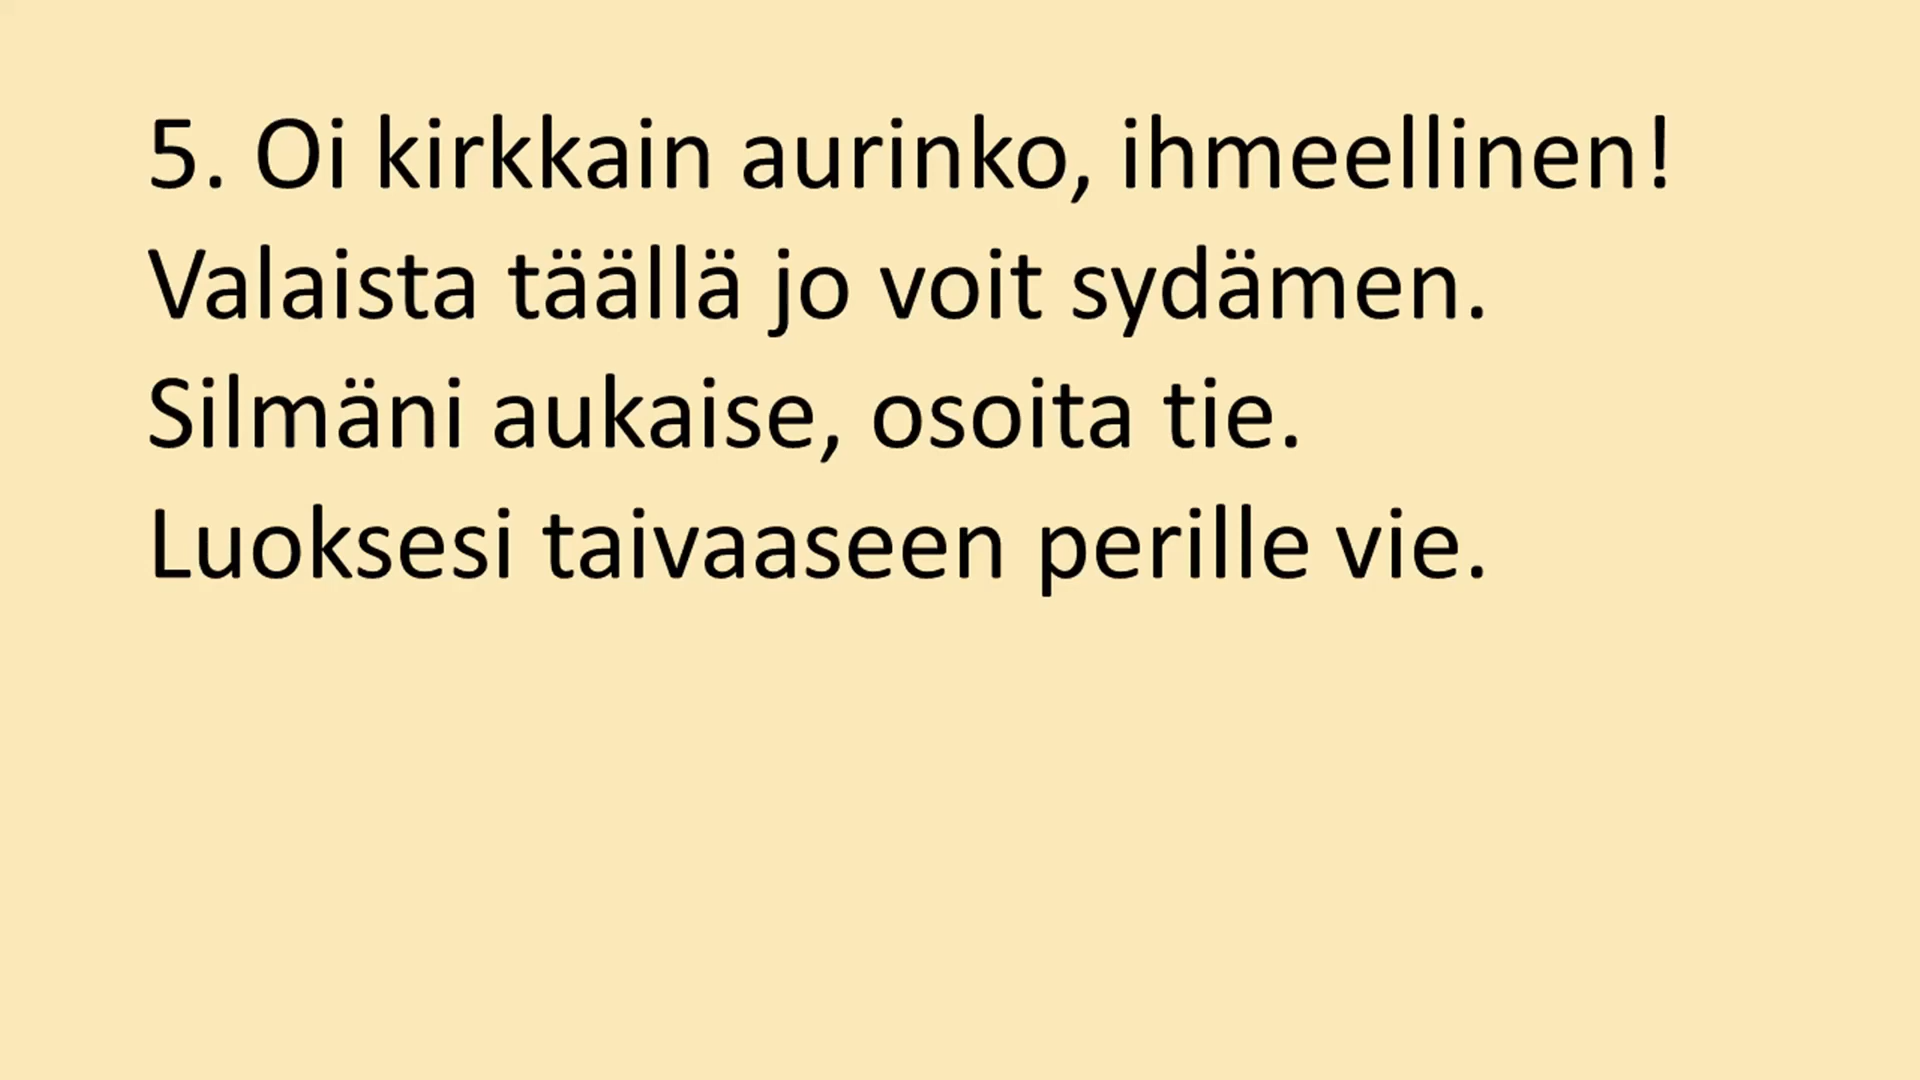 5. Oi kirkkain aurinko, ihmeellinen!
Valaista täällä jo voit sydämen.
Silmäni aukaise, osoita tie.
Luoksesi taivaaseen perille vie.